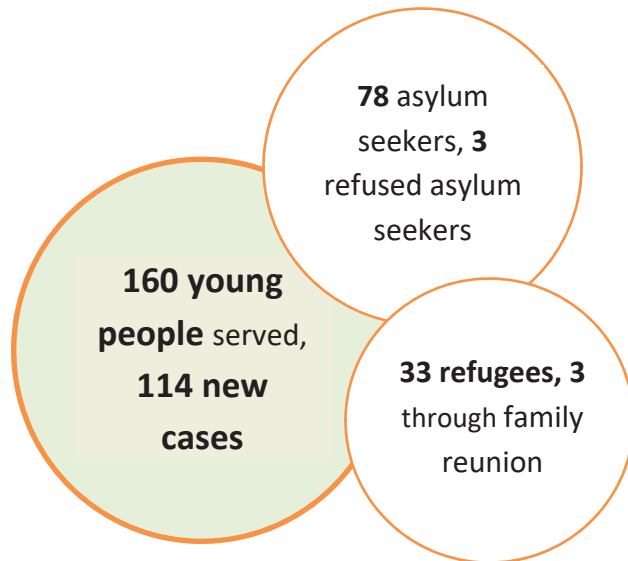 78 asylum
seekers, 3
refused asylum
seekers
160 young
people served,
114 new
cases
33 refugees, 3
through family
reunion